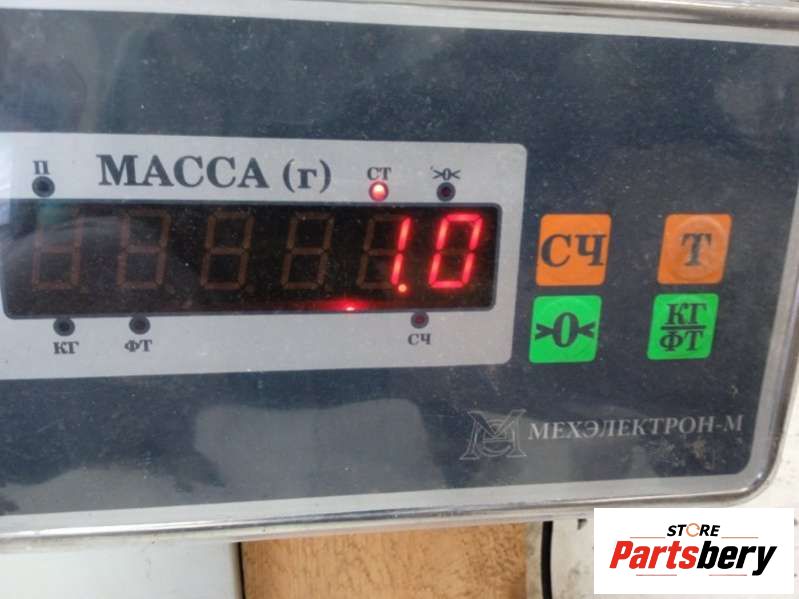 П МАССА (г) СТ >0<
1.0
КГ ФТ СЧ
СЧ Т
>0< КГ/ФТ
МЕХЭЛЕКТРОН-М
STORE
Partsbery